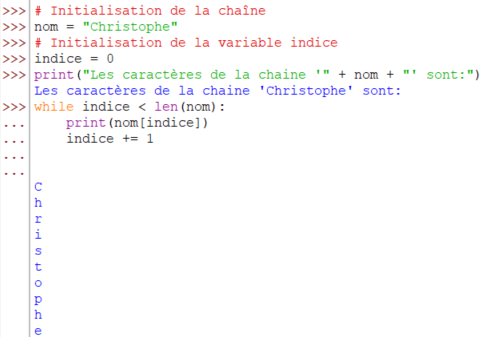 >>> # Initialisation de la chaîne
>>> nom = "Christophe"
>>> # Initialisation de la variable indice
>>> indice = 0
>>> print("Les caractères de la chaine '" + nom + "' sont:")
Les caractères de la chaine 'Christophe' sont:
>>> while indice < len(nom):
...     print(nom[indice])
...     indice += 1
...
...
C
h
r
i
s
t
o
p
h
e